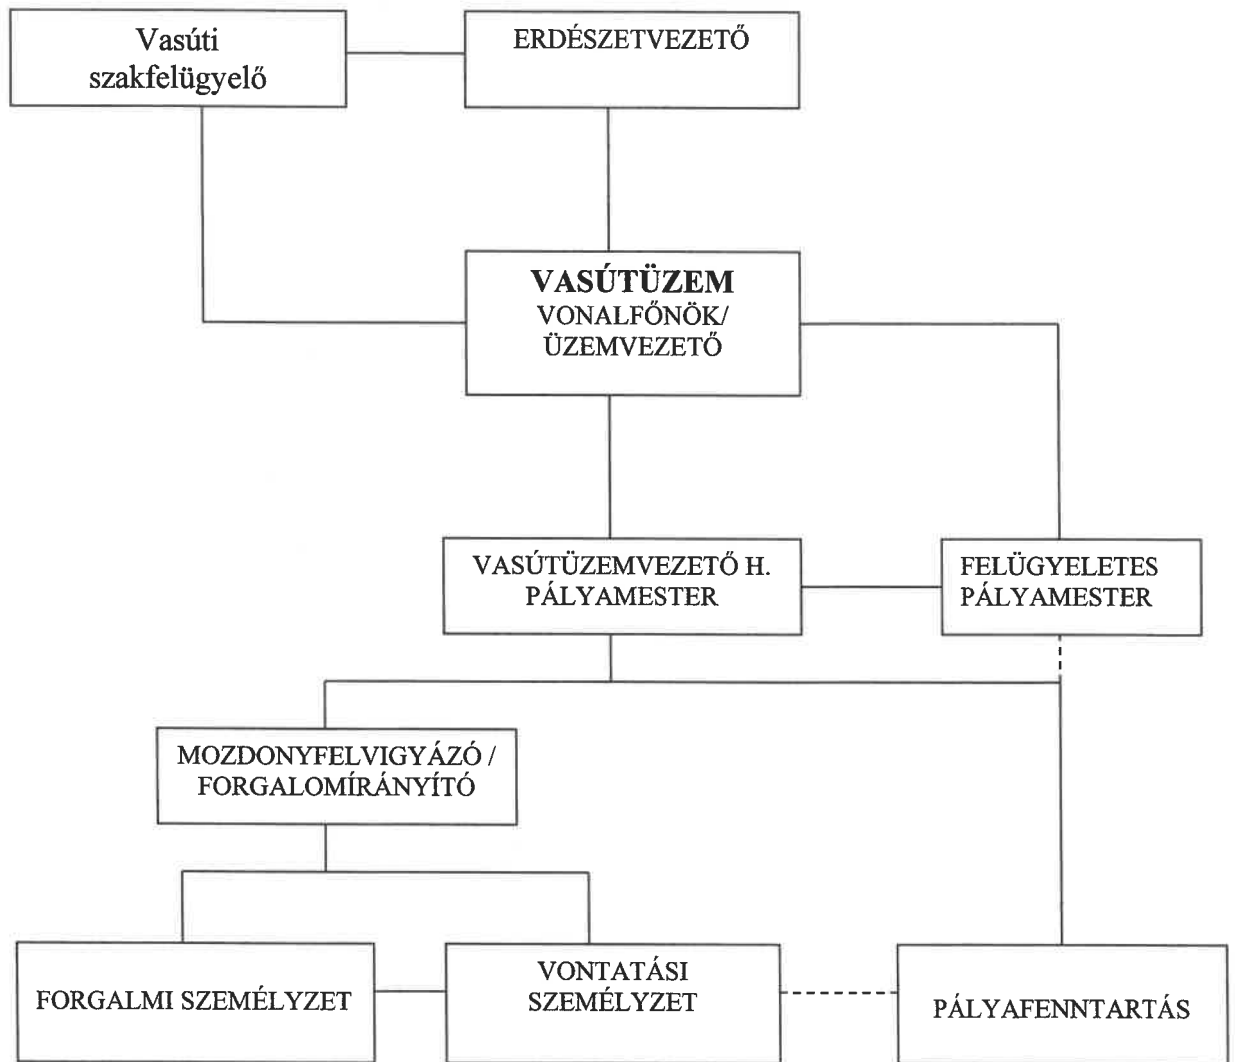 Vasúti
szakfelügyelő
ERDÉSZETVEZETŐ
VASÚTÜZEM
VONALFŐNÖK/
ÜZEMVEZETŐ
VASÚTÜZEMVEZETŐ H.
PÁLYAMESTER
FELÜGYELETES
PÁLYAMESTER
MOZDONYFELVIGYÁZÓ /
FORGALOMÍRÁNYÍTÓ
FORGALMI SZEMÉLYZET
VONTATÁSI
SZEMÉLYZET
PÁLYAFENNTARTÁS